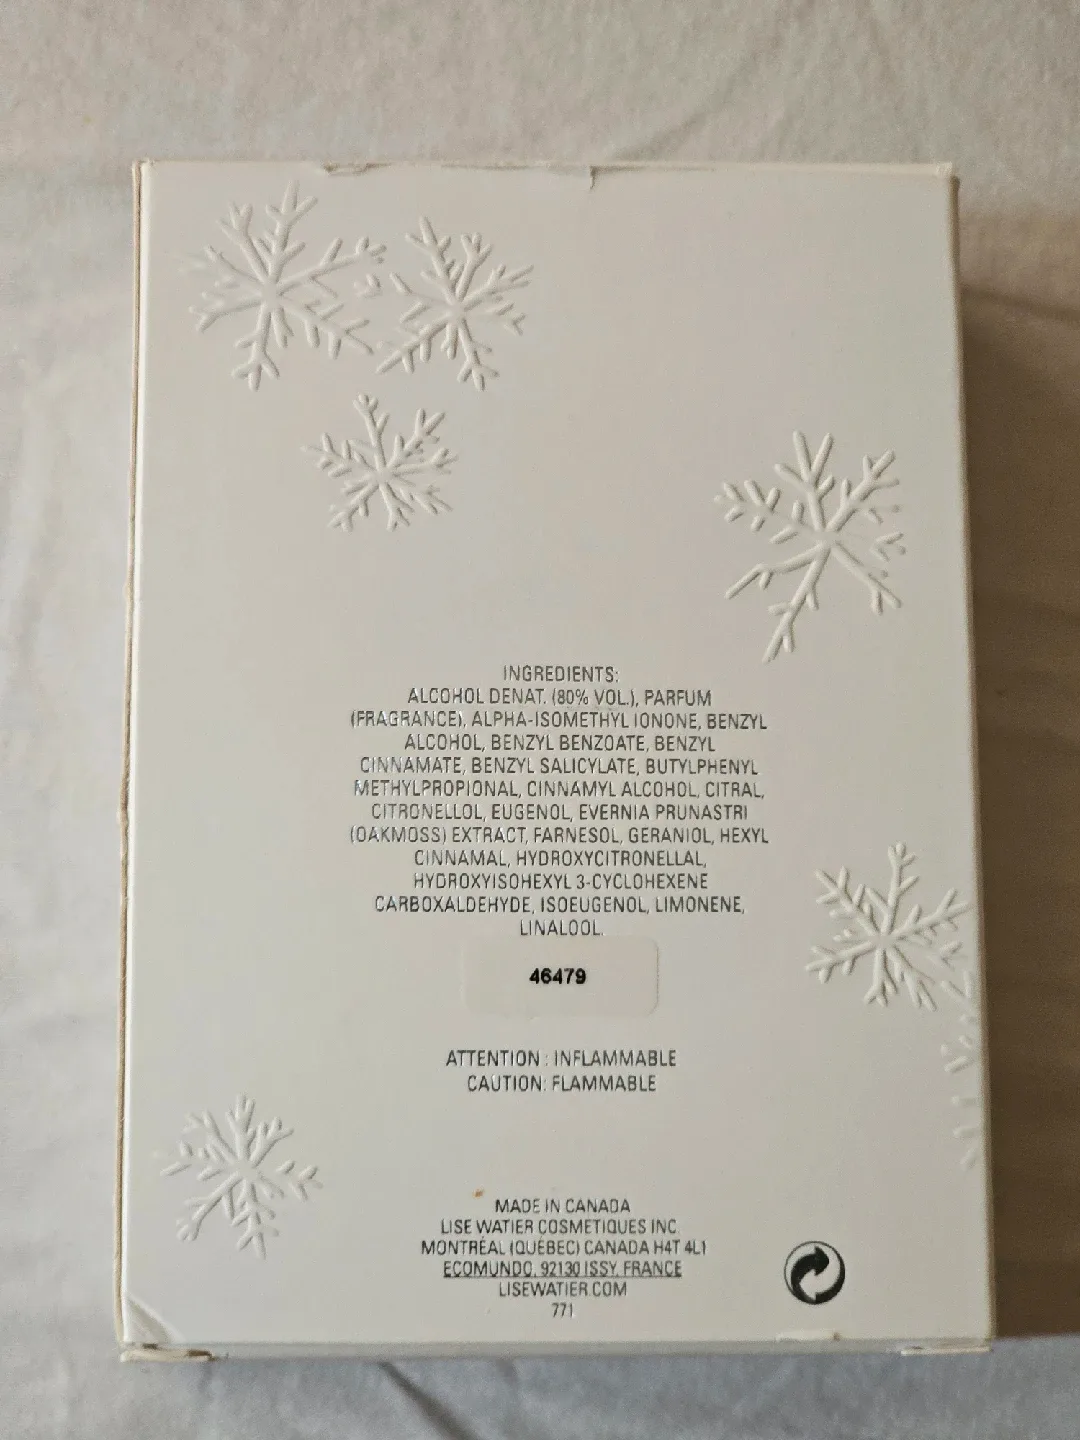 INGREDIENTS:
ALCOHOL DENAT. (80% VOL.), PARFUM
(FRAGRANCE), ALPHA-ISOMETHYL IONONE, BENZYL
ALCOHOL, BENZYL BENZOATE, BENZYL
CINNAMATE, BENZYL SALICYLATE, BUTYLPHENYL
METHYLPROPIONAL, CINNAMYL ALCOHOL, CITRAL,
CITRONELLOL, EUGENOL, EVERNIA PRUNASTRI
(OAKMOSS) EXTRACT, FARNESOL, GERANIOL, HEXYL
CINNAMAL, HYDROXYCITRONELLAL,
HYDROXYISOHEXYL 3-CYCLOHEXENE
CARBOXALDEHYDE, ISOEUGENOL, LIMONENE,
LINALOOL.
46479
ATTENTION : INFLAMMABLE
CAUTION: FLAMMABLE
MADE IN CANADA
LISE WATIER COSMETIQUES INC.
MONTRÉAL (QUÉBEC) CANADA H4T 4L1
ECOMUNDO, 92130 ISSY, FRANCE
LISEWATIER.COM
771